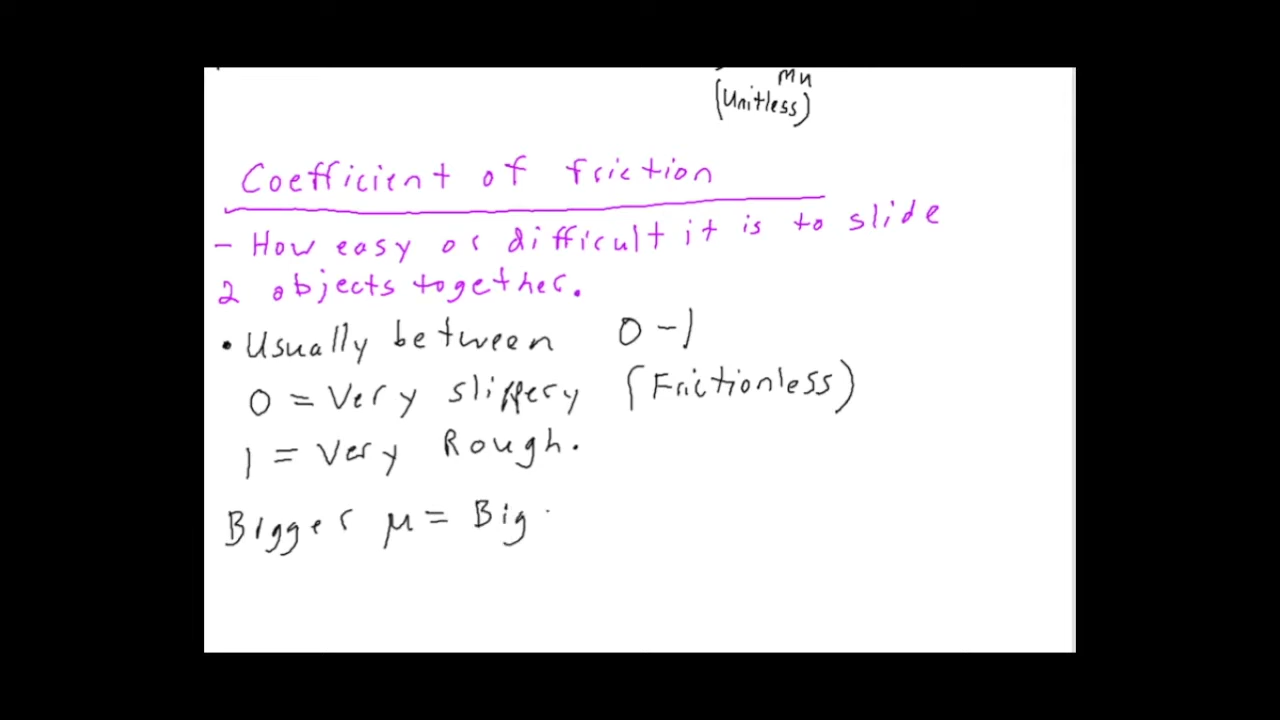 mu
(Unitless)
Coefficient of friction
- How easy or difficult it is to slide
2 objects together.
• Usually between 0-1
0 = Very slippery (Frictionless)
1 = Very Rough.
Bigger μ = Big